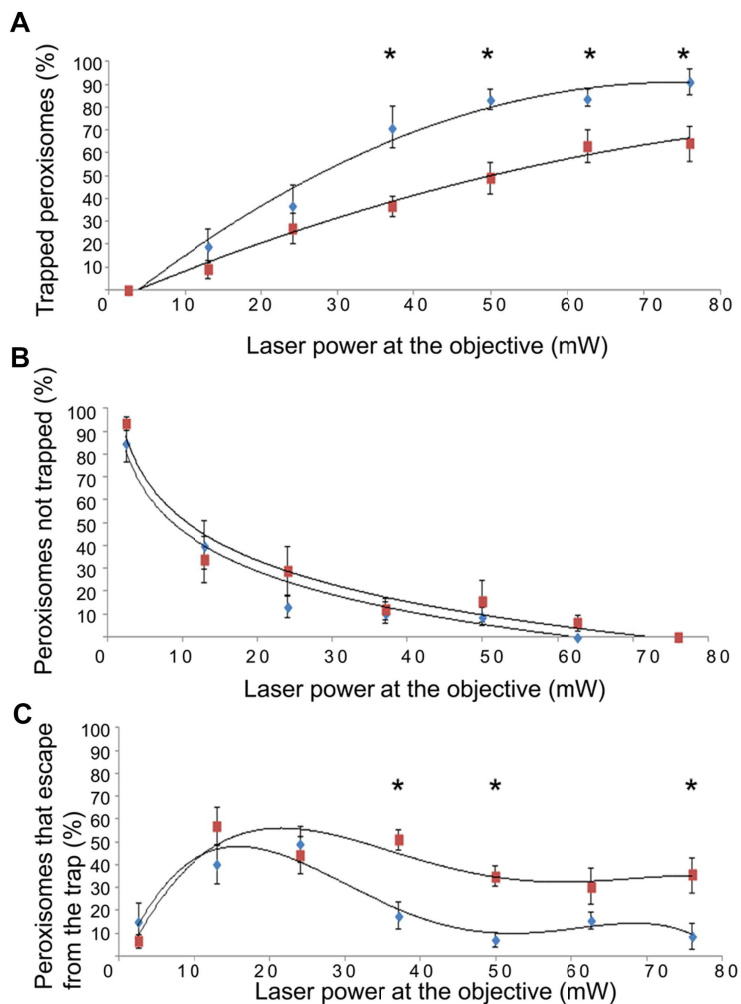 A
* * * *
Trapped peroxisomes (%)
100
90
80
70
60
50
40
30
20
10
0 10 20 30 40 50 60 70 80
Laser power at the objective (mW)
B
Peroxisomes not trapped (%)
100
90
80
70
60
50
40
30
20
10
0 10 20 30 40 50 60 70 80
Laser power at the objective (mW)
C
* * *
Peroxisomes that escape
from the trap (%)
100
90
80
70
60
50
40
30
20
10
0 10 20 30 40 50 60 70 80
Laser power at the objective (mW)